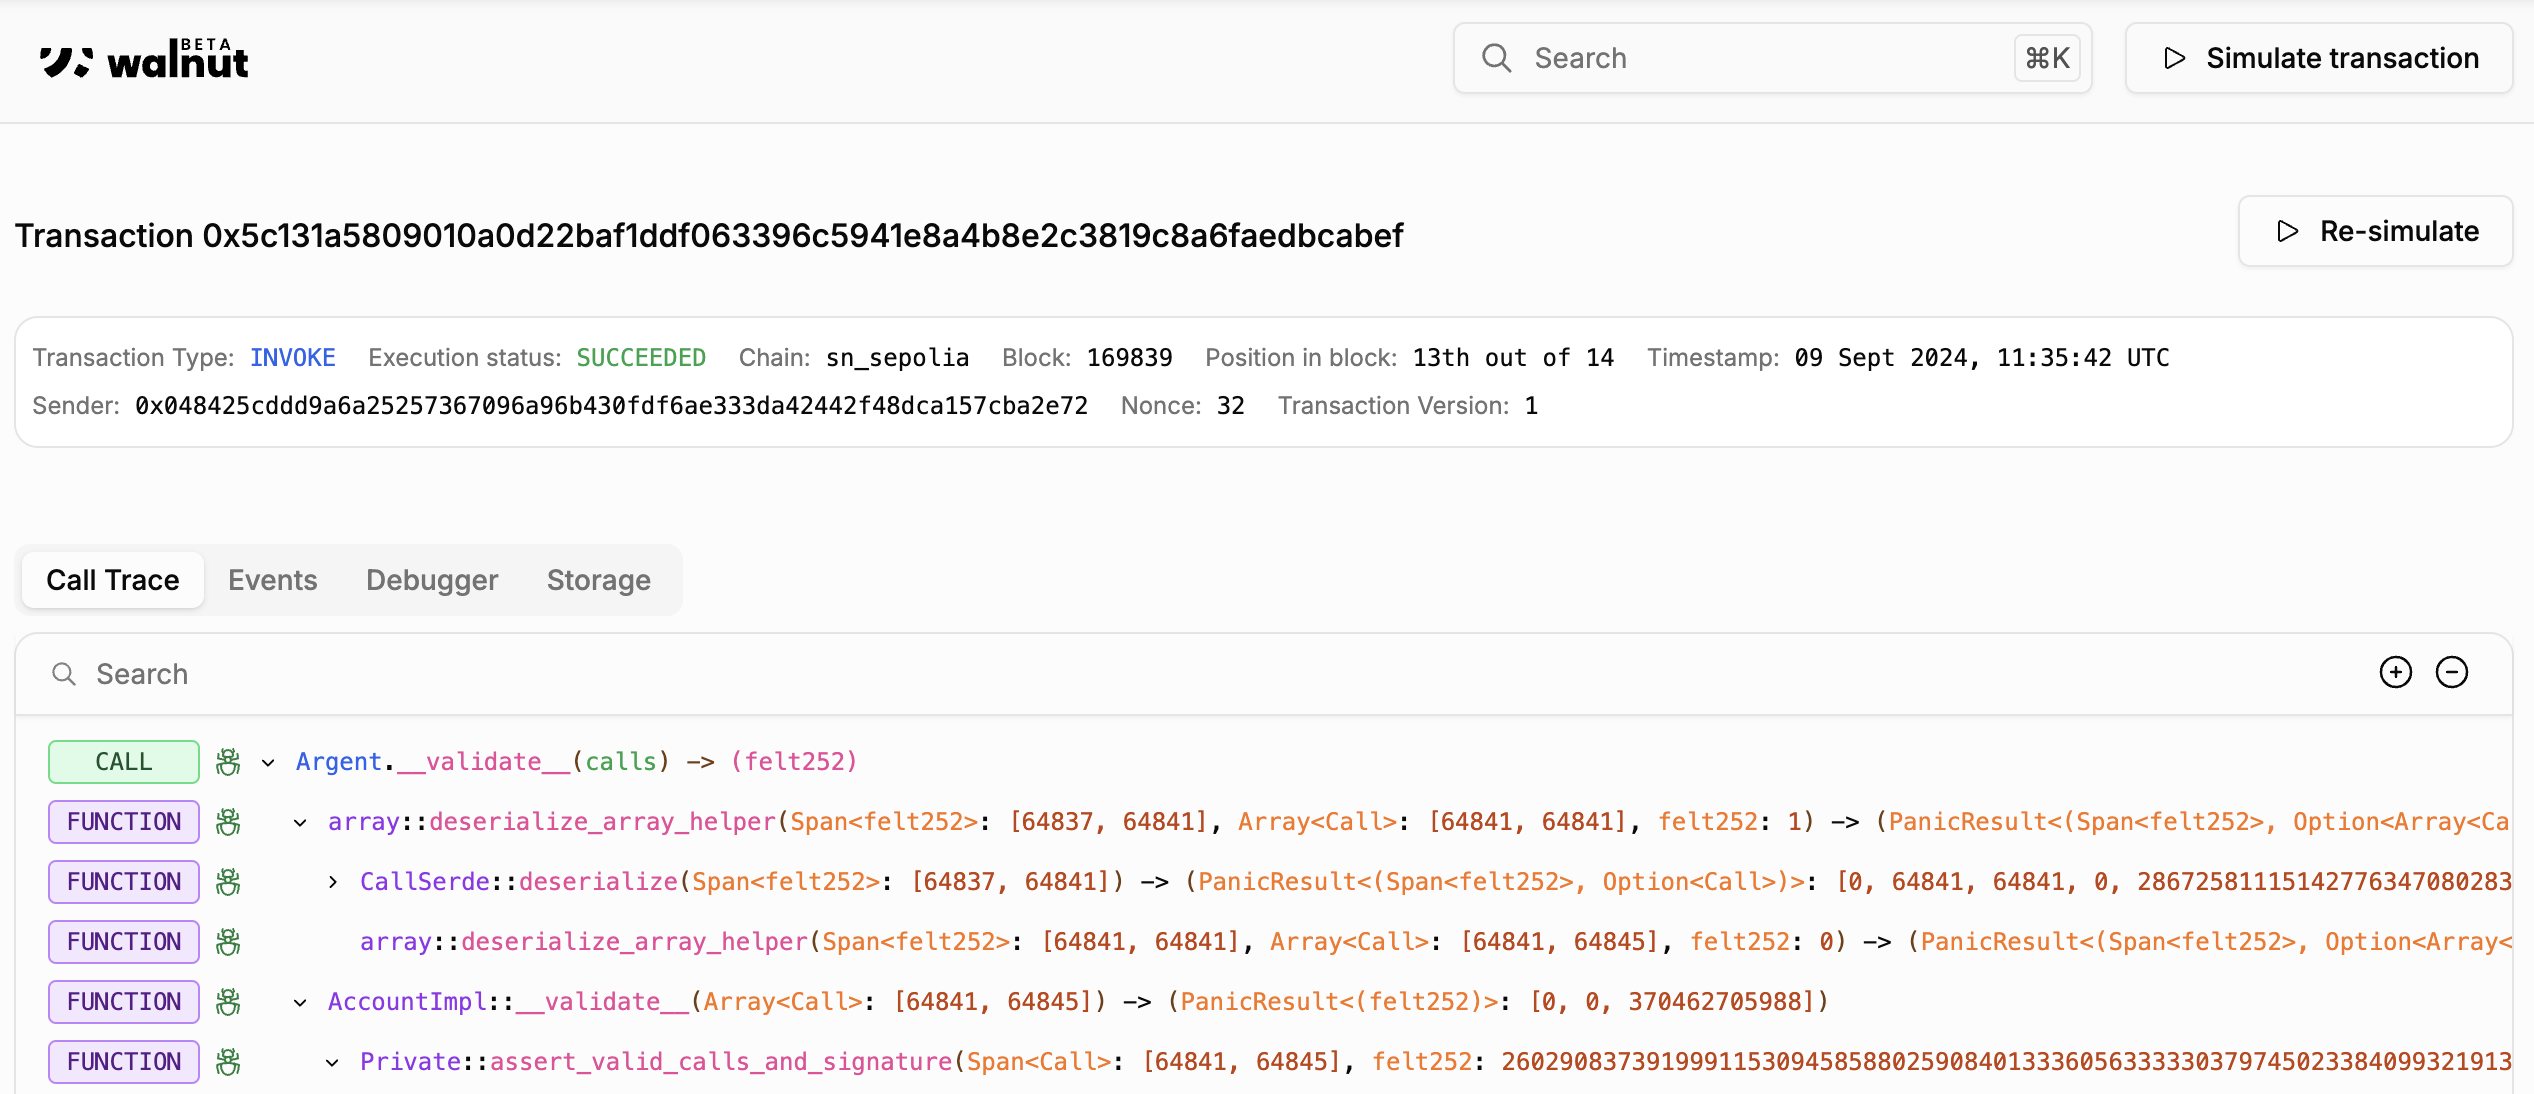 walnut BETA
Search ⌘K Simulate transaction
Transaction 0x5c131a5809010a0d22baf1ddf063396c5941e8a4b8e2c3819c8a6faedbcabef Re-simulate
Transaction Type: INVOKE Execution status: SUCCEEDED Chain: sn_sepolia Block: 169839 Position in block: 13th out of 14 Timestamp: 09 Sept 2024, 11:35:42 UTC
Sender: 0x048425cddd9a6a25257367096a96b430fdf6ae333da42442f48dca157cba2e72 Nonce: 32 Transaction Version: 1
Call Trace Events Debugger Storage
Search
CALL Argent.__validate__(calls) —> (felt252)
FUNCTION array::deserialize_array_helper(Span<felt252>: [64837, 64841], Array<Call>: [64841, 64841], felt252: 1) —> (PanicResult<(Span<felt252>, Option<Array<Ca
FUNCTION CallSerde::deserialize(Span<felt252>: [64837, 64841]) —> (PanicResult<(Span<felt252>, Option<Call>)>: [0, 64841, 64841, 0, 286725811151427763470802 83
FUNCTION array::deserialize_array_helper(Span<felt252>: [64841, 64841], Array<Call>: [64841, 64845], felt252: 0) —> (PanicResult<(Span<felt252>, Option<Array<
FUNCTION AccountImpl::__validate__(Array<Call>: [64841, 64845]) —> (PanicResult<(felt252)>: [0, 0, 370462705988])
FUNCTION Private::assert_valid_calls_and_signature(Span<Call>: [64841, 64845], felt252: 2602908373919991153094585880259084013336056333330379745023384099321913